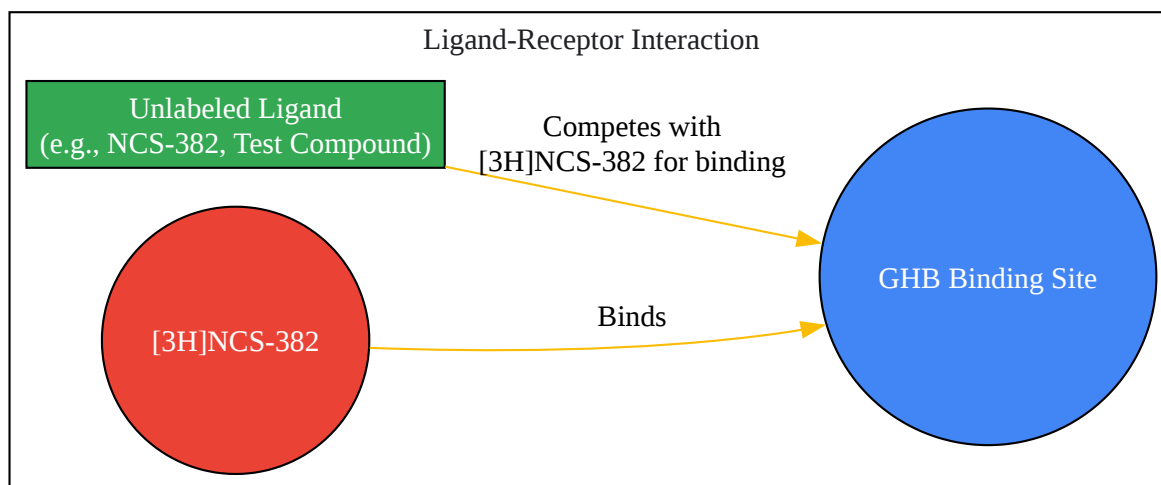 Ligand-Receptor Interaction
Unlabeled Ligand
(e.g., NCS-382, Test Compound)
Competes with
[3H]NCS-382 for binding
GHB Binding Site
Binds
[3H]NCS-382